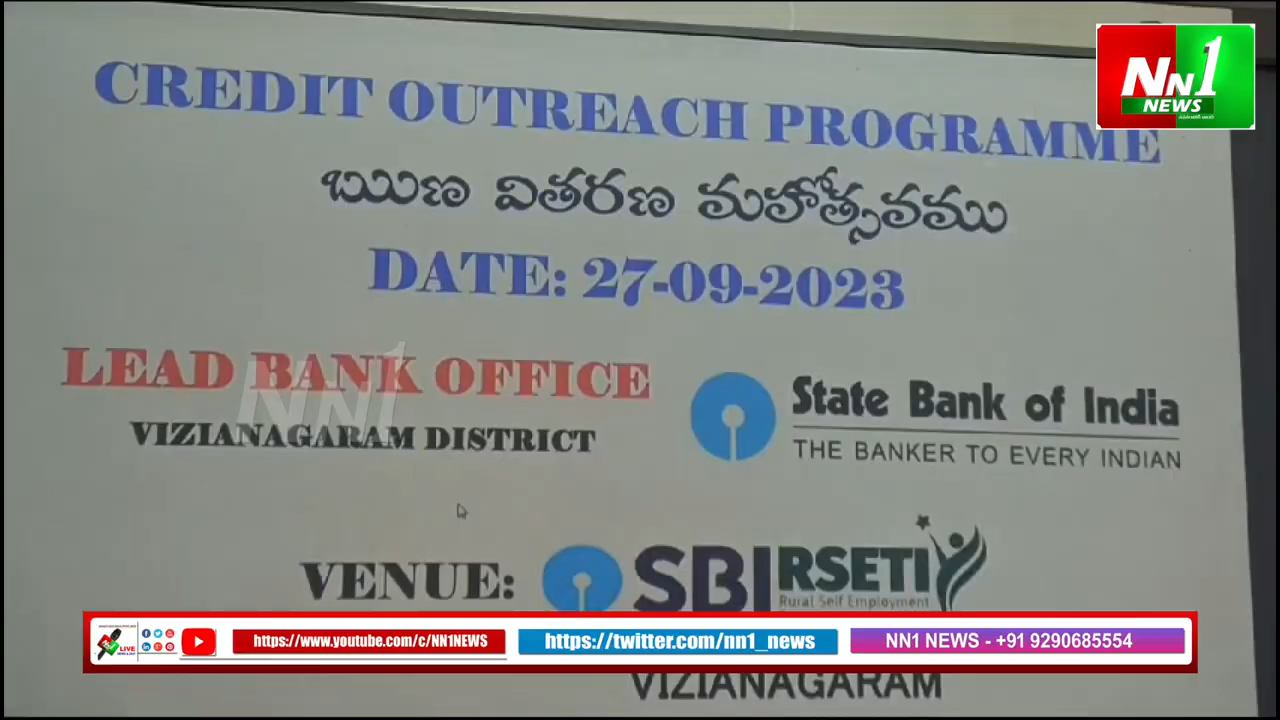 NN1
NEWS
CREDIT OUTREACH PROGRAMME
ఋణ వితరణ మహోత్సవము
DATE: 27-09-2023
LEAD BANK OFFICE
NN1
VIZIANAGARAM DISTRICT
State Bank of India
THE BANKER TO EVERY INDIAN
VENUE:
SBI RSETI
Rural Self Employment
LIVE
https://www.youtube.com/c/NN1NEWS
https://twitter.com/nn1_news
NN1 NEWS - +91 9290685554
VIZIANAGARAM